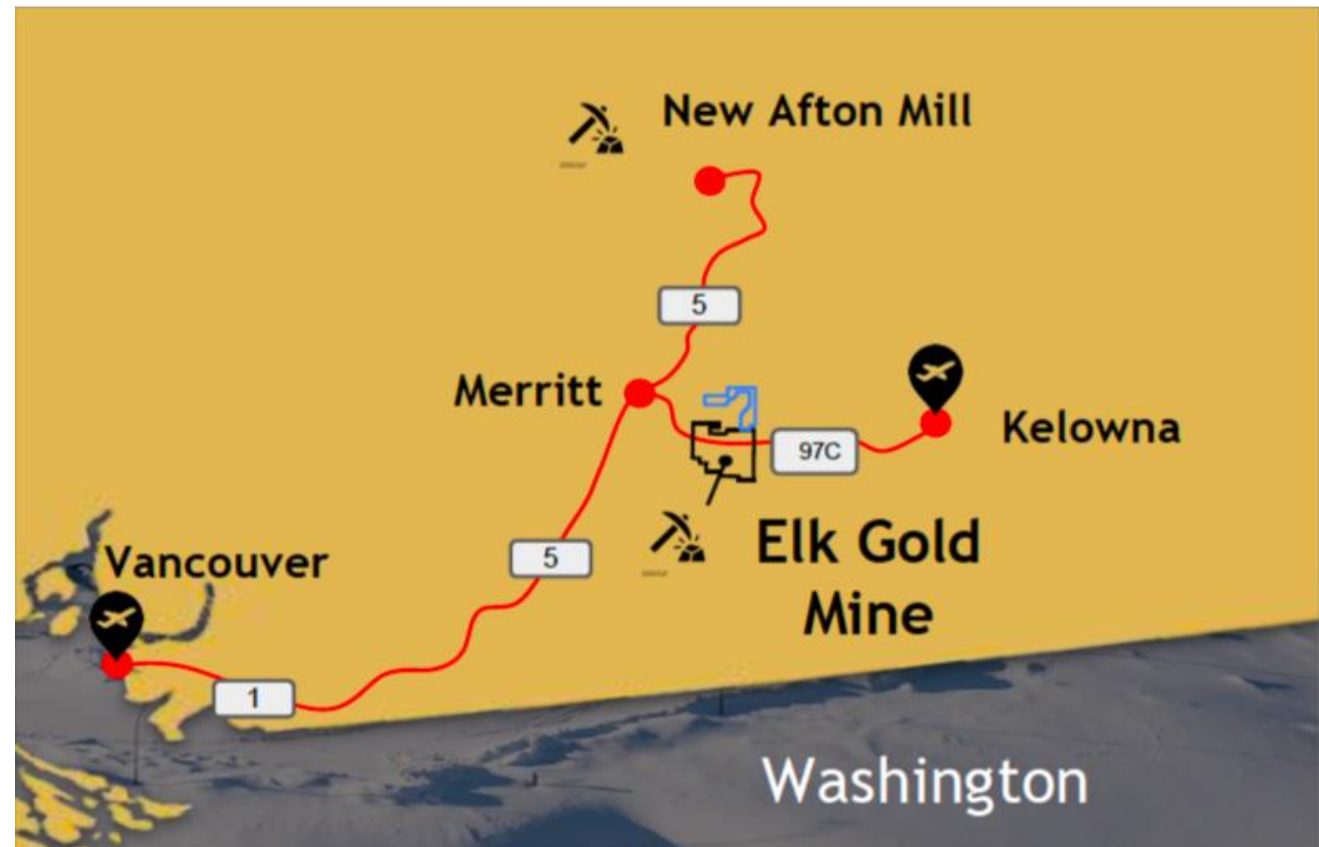 New Afton Mill
5
Merritt
Kelowna
97C
Elk Gold
Mine
5
Vancouver
1
Washington